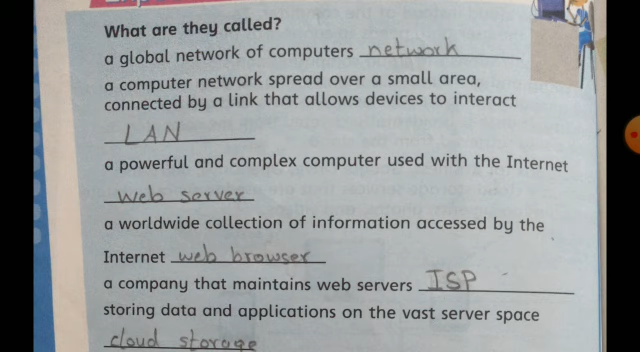 What are they called?
a global network of computers network
a computer network spread over a small area,
connected by a link that allows devices to interact
LAN
a powerful and complex computer used with the Internet
web server
a worldwide collection of information accessed by the
Internet web browser
a company that maintains web servers ISP
storing data and applications on the vast server space
cloud storage